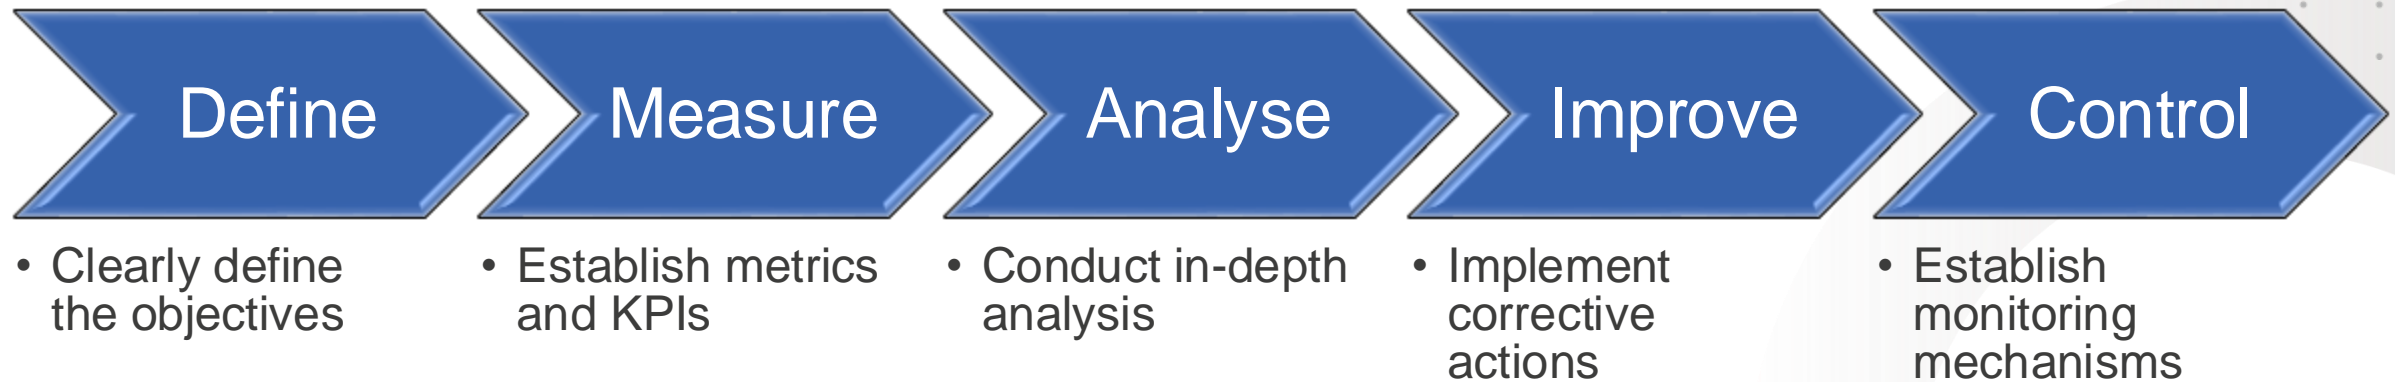 Define
Measure
Analyse
Improve
Control
• Clearly define
the objectives
• Establish metrics
and KPIs
• Conduct in-depth
analysis
• Implement
corrective
actions
• Establish
monitoring
mechanisms